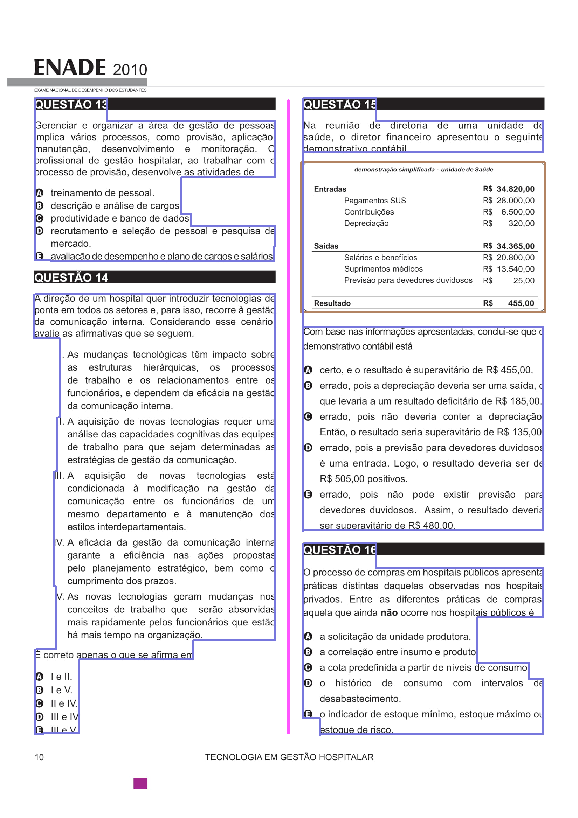 ENADE 2010
EXAME NACIONAL DE DESEMPENHO DOS ESTUDANTES
QUESTÃO 13
Gerenciar e organizar a área de gestão de pessoas
implica vários processos, como provisão, aplicação,
manutenção, desenvolvimento e monitoração. O
profissional de gestão hospitalar, ao trabalhar com o
processo de provisão, desenvolve as atividades de
A treinamento de pessoal.
B descrição e análise de cargos.
C produtividade e banco de dados.
D recrutamento e seleção de pessoal e pesquisa de
mercado.
E avaliação de desempenho e plano de cargos e salários.
QUESTÃO 14
A direção de um hospital quer introduzir tecnologias de
ponta em todos os setores e, para isso, recorre à gestão
da comunicação interna. Considerando esse cenário,
avalie as afirmativas que se seguem.
I. As mudanças tecnológicas têm impacto sobre
as estruturas hierárquicas, os processos
de trabalho e os relacionamentos entre os
funcionários, e dependem da eficácia na gestão
da comunicação interna.
II. A aquisição de novas tecnologias requer uma
análise das capacidades cognitivas das equipes
de trabalho para que sejam determinadas as
estratégias de gestão da comunicação.
III. A aquisição de novas tecnologias está
condicionada à modificação na gestão da
comunicação entre os funcionários de um
mesmo departamento e à manutenção dos
estilos interdepartamentais.
IV. A eficácia da gestão da comunicação interna
garante a eficiência nas ações propostas
pelo planejamento estratégico, bem como o
cumprimento dos prazos.
V. As novas tecnologias geram mudanças nos
conceitos de trabalho que serão absorvidas
mais rapidamente pelos funcionários que estão
há mais tempo na organização.
É correto apenas o que se afirma em
A I e II.
B I e V.
C II e IV.
D III e IV.
E III e V.
QUESTÃO 15
Na reunião de diretoria de uma unidade de
saúde, o diretor financeiro apresentou o seguinte
demonstrativo contábil.
demonstração simplificada - unidade de Saúde
Entradas R$ 34.820,00
Pagamentos SUS R$ 28.000,00
Contribuições R$ 6.500,00
Depreciação R$ 320,00
Saídas R$ 34.365,00
Salários e benefícios R$ 20.800,00
Suprimentos médicos R$ 13.540,00
Previsão para devedores duvidosos R$ 25,00
Resultado R$ 455,00
Com base nas informações apresentadas, conclui-se que o
demonstrativo contábil está
A certo, e o resultado é superavitário de R$ 455,00.
B errado, pois a depreciação deveria ser uma saída, o
que levaria a um resultado deficitário de R$ 185,00.
C errado, pois não deveria conter a depreciação.
Então, o resultado seria superavitário de R$ 135,00.
D errado, pois a previsão para devedores duvidosos
é uma entrada. Logo, o resultado deveria ser de
R$ 505,00 positivos.
E errado, pois não pode existir previsão para
devedores duvidosos. Assim, o resultado deveria
ser superavitário de R$ 480,00.
QUESTÃO 16
O processo de compras em hospitais públicos apresenta
práticas distintas daquelas observadas nos hospitais
privados. Entre as diferentes práticas de compras,
aquela que ainda não ocorre nos hospitais públicos é
A a solicitação da unidade produtora.
B a correlação entre insumo e produto.
C a cota predefinida a partir de níveis de consumo.
D o histórico de consumo com intervalos de
desabastecimento.
E o indicador de estoque mínimo, estoque máximo ou
estoque de risco.
10
TECNOLOGIA EM GESTÃO HOSPITALAR